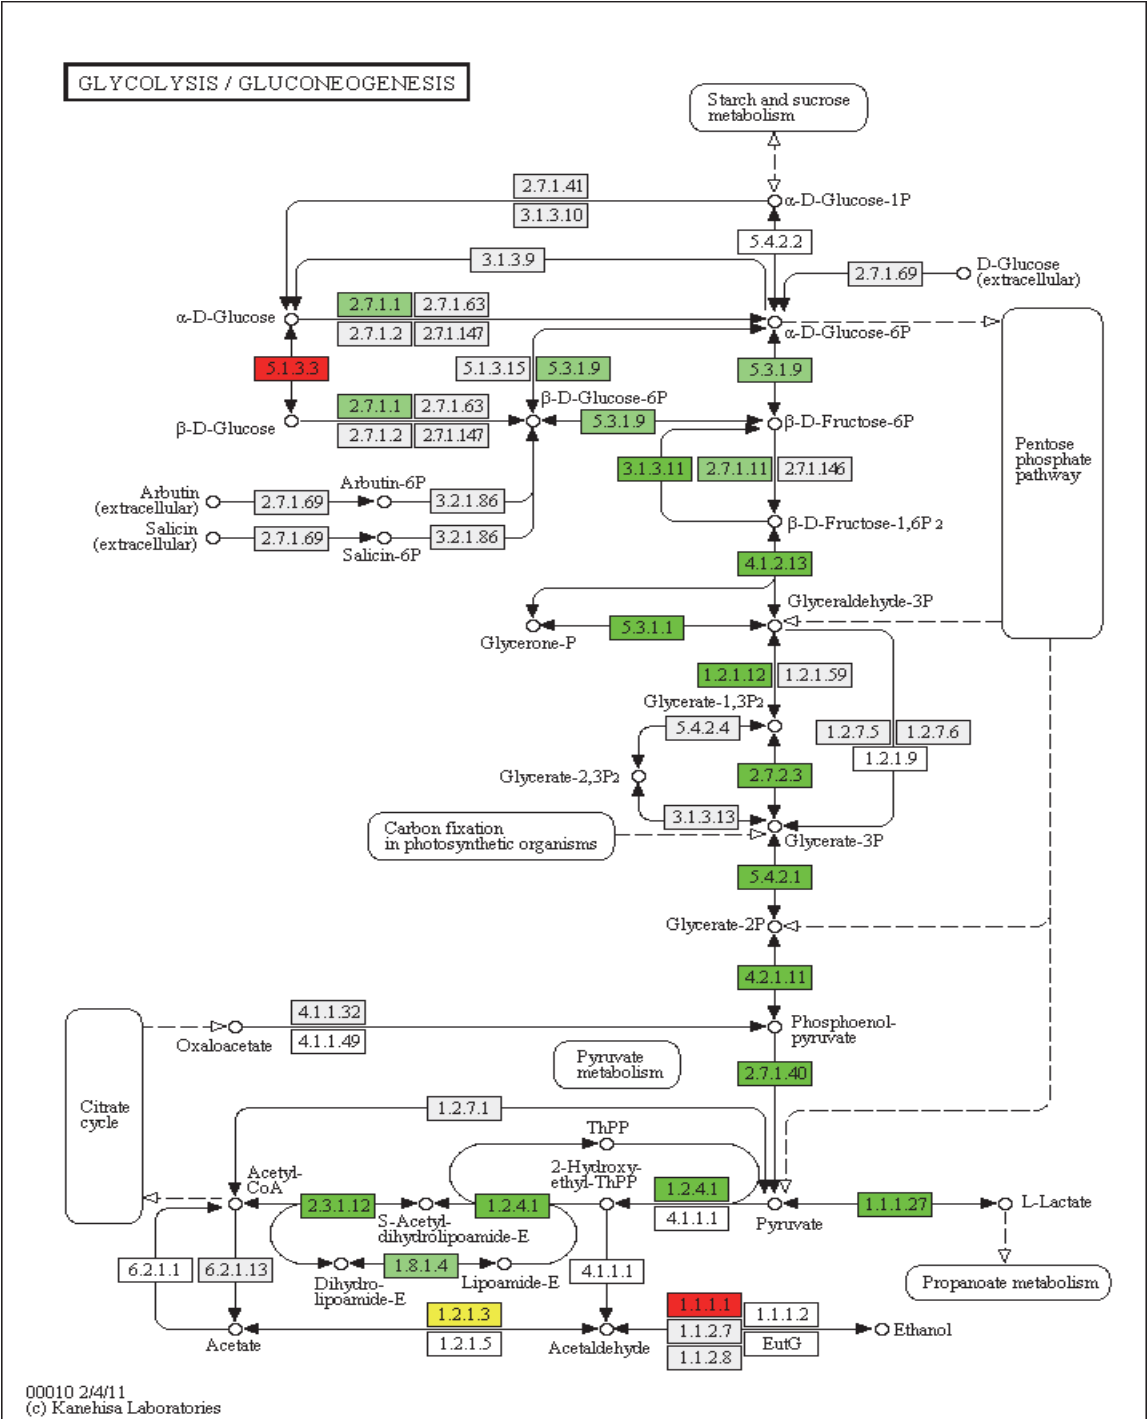 GLYCOLYSIS / GLUCONEOGENESIS
Starch and sucrose
metabolism
2.7.1.41
3.1.3.10
α-D-Glucose-1P
5.4.2.2
3.1.3.9
2.7.1.69
D-Glucose
(extracellular)
α-D-Glucose
2.7.1.1
2.7.1.63
2.7.1.2
2.7.1.147
α-D-Glucose-6P
5.1.3.3
5.1.3.15
5.3.1.9
5.3.1.9
β-D-Glucose
2.7.1.1
2.7.1.63
2.7.1.2
2.7.1.147
β-D-Glucose-6P
5.3.1.9
β-D-Fructose-6P
Pentose
phosphate
pathway
3.1.3.11
2.7.1.11
2.7.1.146
Arbutin
(extracellular)
2.7.1.69
Arbutin-6P
3.2.1.86
Salicin
(extracellular)
2.7.1.69
Salicin-6P
3.2.1.86
β-D-Fructose-1,6P2
4.1.2.13
Glyceraldehyde-3P
Glycerone-P
5.3.1.1
1.2.1.12
1.2.1.59
Glycerate-1,3P2
5.4.2.4
1.2.7.5
1.2.7.6
1.2.1.9
Glycerate-2,3P2
2.7.2.3
3.1.3.13
Carbon fixation
in photosynthetic organisms
Glycerate-3P
5.4.2.1
Glycerate-2P
4.2.1.11
4.1.1.32
4.1.1.49
Oxaloacetate
Phosphoenol-
pyruvate
Pyruvate
metabolism
2.7.1.40
Citrate
cycle
1.2.7.1
ThPP
2-Hydroxy-
ethyl-ThPP
Acetyl-
CoA
2.3.1.12
S-Acetyl-
dihydrolipoamide-E
1.2.4.1
1.2.4.1
4.1.1.1
Pyruvate
1.1.1.27
L-Lactate
6.2.1.1
6.2.1.13
Dihydro-
lipoamide-E
1.8.1.4
Lipoamide-E
4.1.1.1
Propanoate metabolism
Acetate
1.2.1.3
1.2.1.5
Acetaldehyde
1.1.1.1
1.1.1.2
1.1.2.7
EutG
1.1.2.8
Ethanol
00010 2/4/11
(c) Kanehisa Laboratories